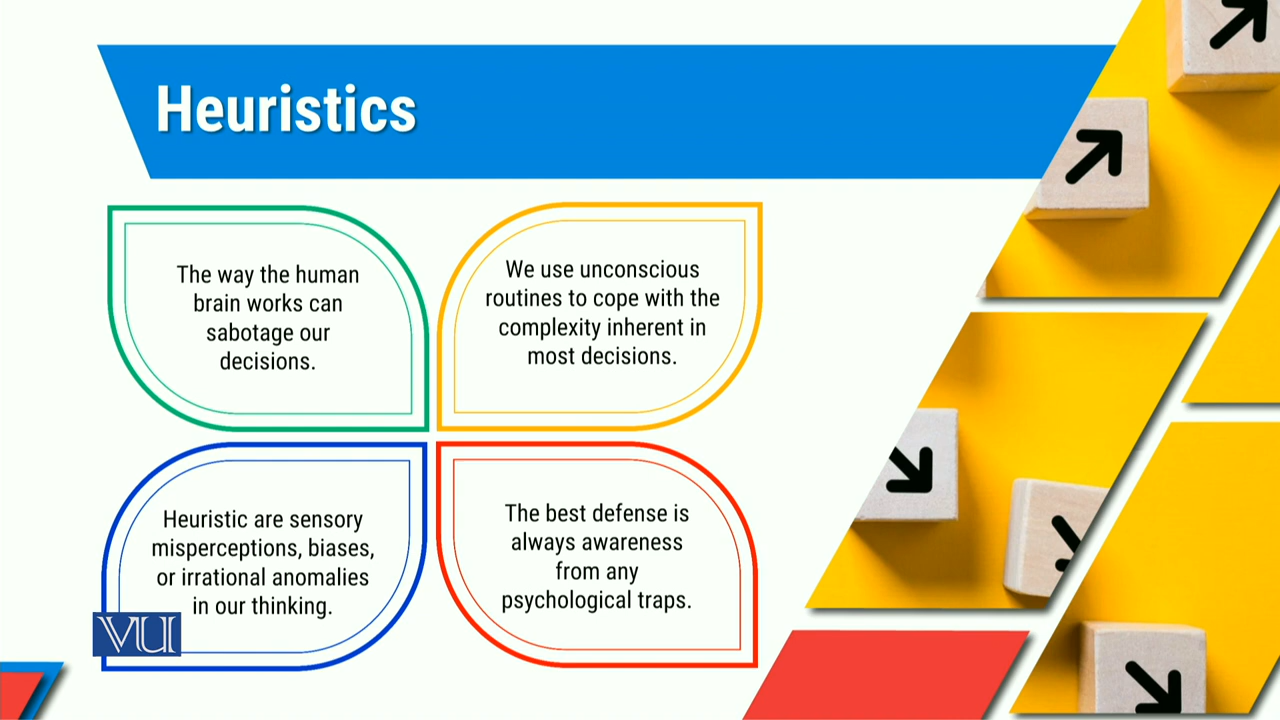 Heuristics
The way the human
brain works can
sabotage our
decisions.
We use unconscious
routines to cope with the
complexity inherent in
most decisions.
Heuristic are sensory
misperceptions, biases,
or irrational anomalies
in our thinking.
The best defense is
always awareness
from any
psychological traps.
VU